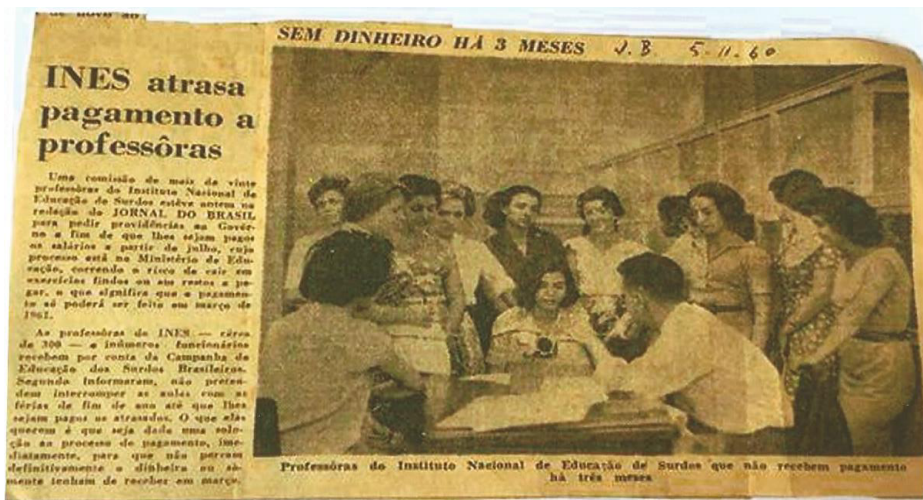 de novo ao
INES atrasa
pagamento a
professôras
Uma comissão de mais de vinte
professôras do Instituto Nacional de
Educação de Surdos estêve ontem na
redação do JORNAL DO BRASIL
para pedir providências ao Govêr-
no a fim de que lhes sejam pagos
os salários a partir de julho, cujo
processo está no Ministério de Edu-
cação, correndo o risco de cair em
exercícios findos ou em restos a pa-
gar, o que significa que o pagamen-
to só poderá ser feito em março de
1961.
As professôras do INES — cêrca
de 300 — e inúmeros funcionários
recebem por conta da Campanha de
Educação dos Surdos Brasileiros.
Segundo informaram, não preten-
dem interromper as aulas com as
férias de fim de ano até que lhes
sejam pagos os atrasados. O que elas
querem é que seja dada uma solu-
ção ao processo de pagamento, ime-
diatamente, para que não percam
definitivamente o dinheiro ou sò-
mente tenham de receber em março.
SEM DINHEIRO HÁ 3 MESES J.B 5.11.60
Professôras do Instituto Nacional de Educação de Surdos que não recebem pagamento
há três meses